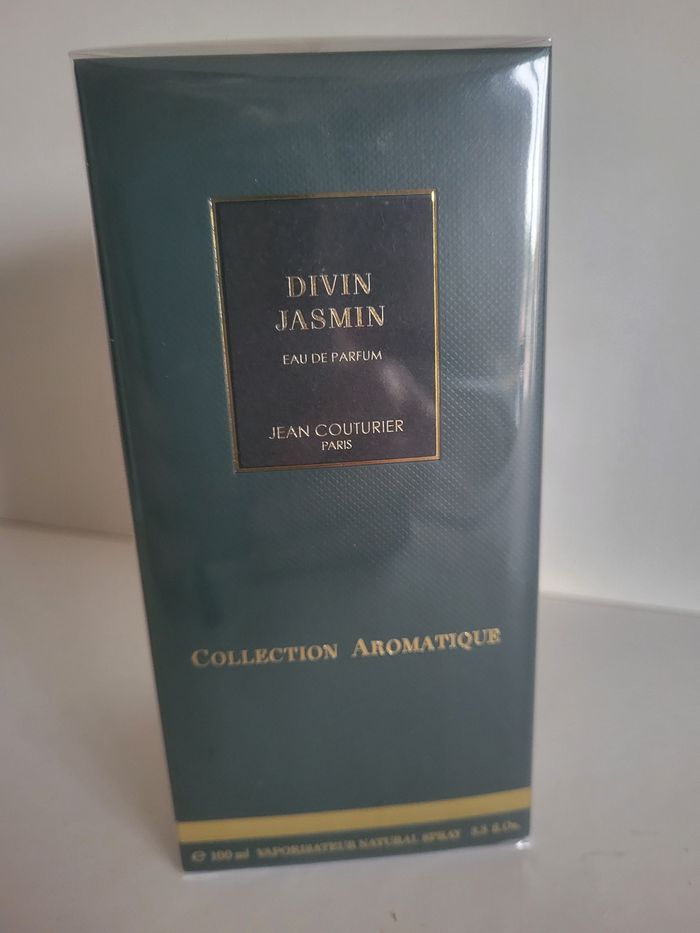 DIVIN
JASMIN
EAU DE PARFUM
JEAN COUTURIER
PARIS
COLLECTION AROMATIQUE
℮ 100 ml VAPORISATEUR NATURAL SPRAY 3.3 fl.Oz.